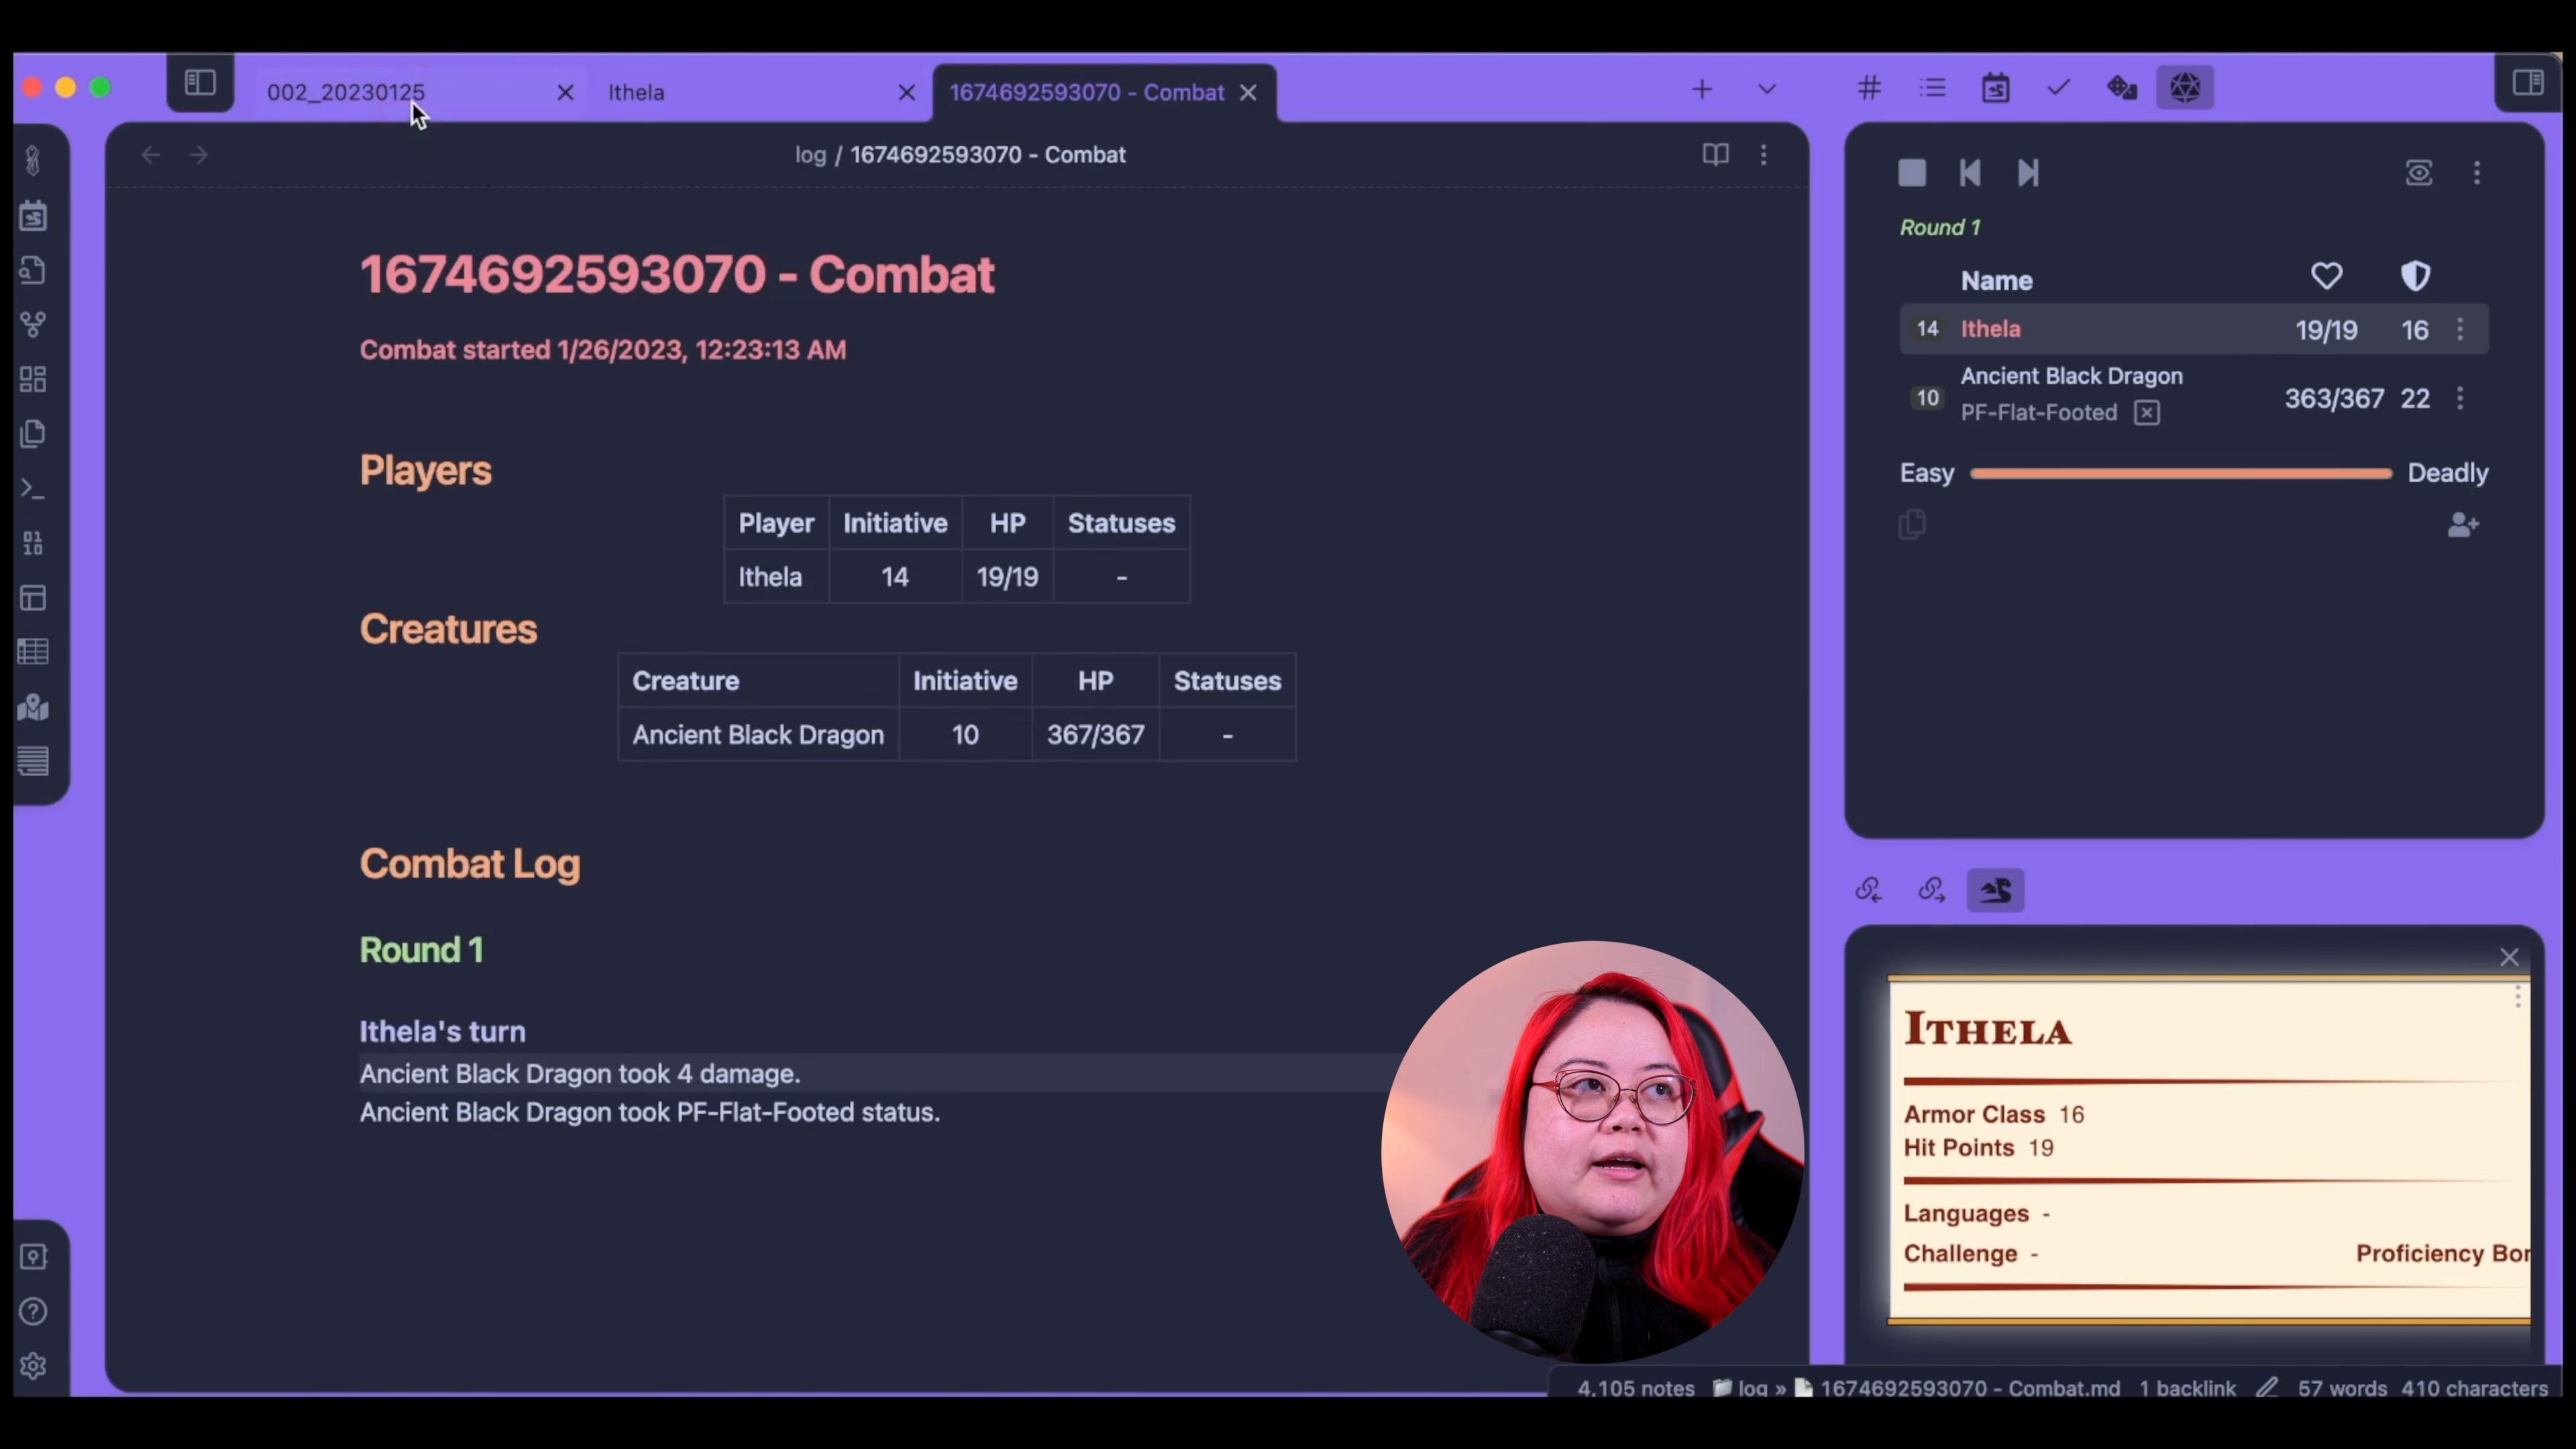 002_20230125
Ithela
1674692593070 - Combat
log / 1674692593070 - Combat
1674692593070 - Combat
Combat started 1/26/2023, 12:23:13 AM
Players
Player Initiative HP Statuses
Ithela 14 19/19 -
Creatures
Creature Initiative HP Statuses
Ancient Black Dragon 10 367/367 -
Combat Log
Round 1
Ithela's turn
Ancient Black Dragon took 4 damage.
Ancient Black Dragon took PF-Flat-Footed status.
Round 1
Name
14 Ithela 19/19 16
Ancient Black Dragon
10 363/367 22
PF-Flat-Footed
Easy Deadly
Ithela
Armor Class 16
Hit Points 19
Languages -
Challenge - Proficiency Bon
4,105 notes log » 1674692593070 - Combat.md 1 backlink 57 words 410 characters